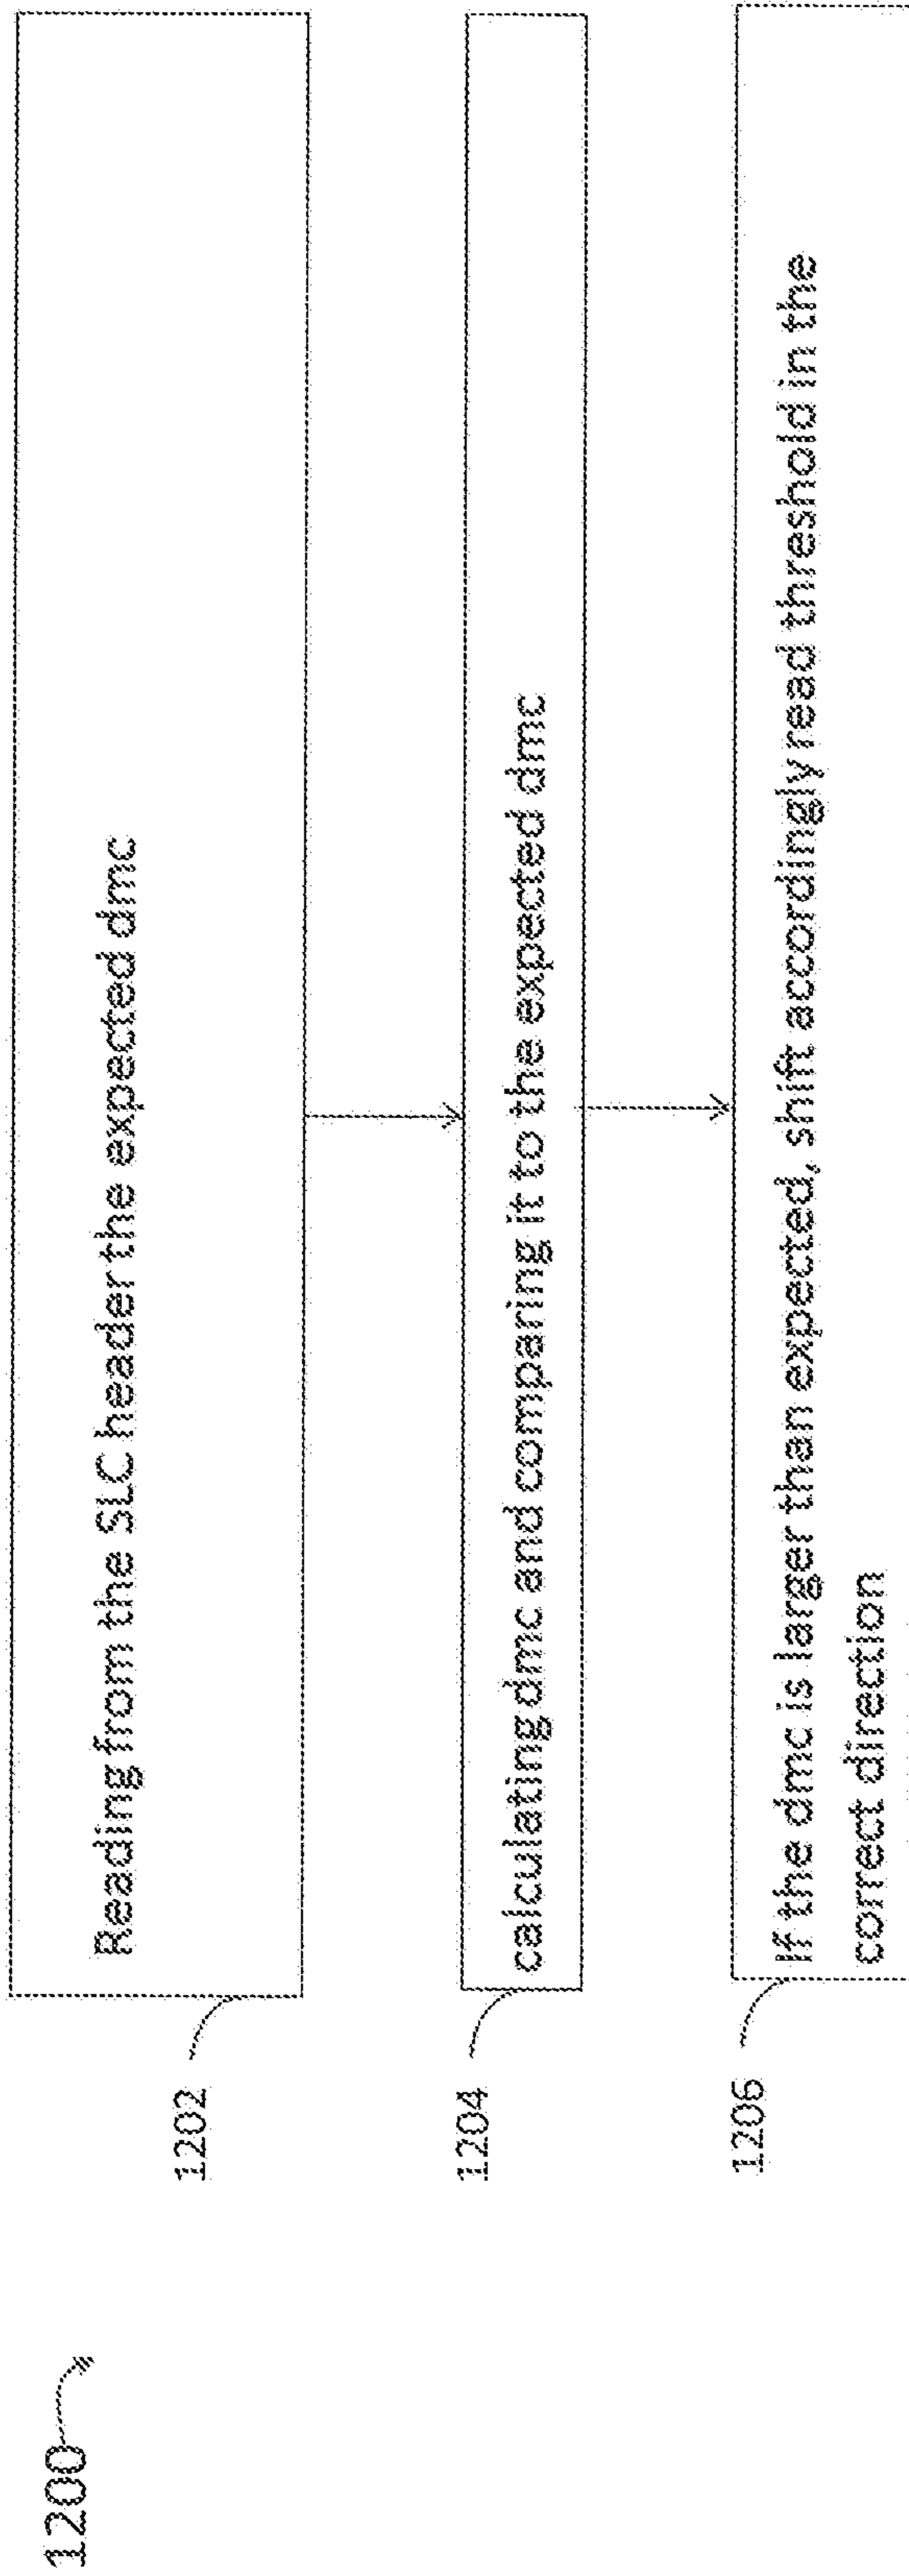 1200
1202
Reading from the SLC header the expected dmc
1204
calculating dmc and comparing it to the expected dmc
1206
If the dmc is larger than expected, shift accordingly read threshold in the
correct direction